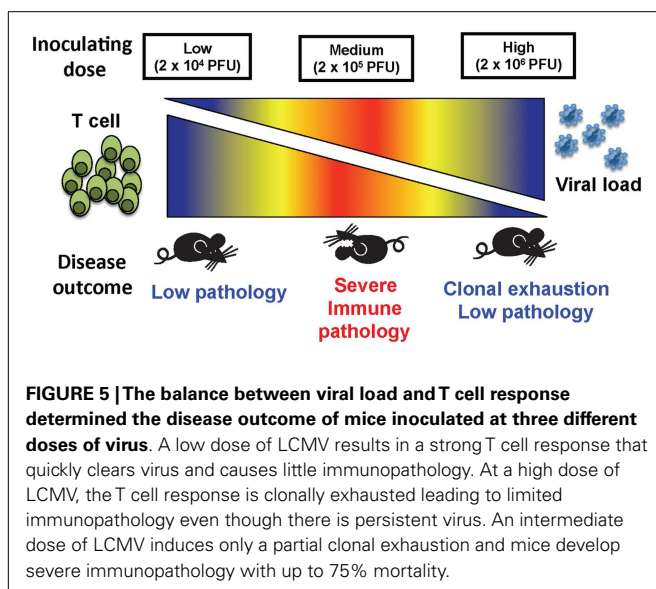 Inoculating dose
Low
(2 x 10⁴ PFU)
Medium
(2 x 10⁵ PFU)
High
(2 x 10⁶ PFU)
T cell
Viral load
Disease outcome
Low pathology
Severe
Immune
pathology
Clonal exhaustion
Low pathology
FIGURE 5 | The balance between viral load and T cell response
determined the disease outcome of mice inoculated at three different
doses of virus. A low dose of LCMV results in a strong T cell response that
quickly clears virus and causes little immunopathology. At a high dose of
LCMV, the T cell response is clonally exhausted leading to limited
immunopathology even though there is persistent virus. An intermediate
dose of LCMV induces only a partial clonal exhaustion and mice develop
severe immunopathology with up to 75% mortality.